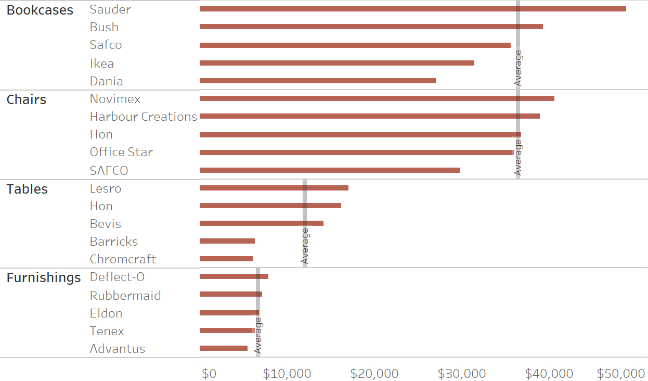 Bookcases Sauder
Bush
Safco
Ikea
Dania
Average
Chairs Novimex
Harbour Creations
Hon
Office Star
SAFCO
Average
Tables Lesro
Hon
Bevis
Barricks
Chromcraft
Average
Furnishings Deflect-O
Rubbermaid
Eldon
Tenex
Advantus
Average
$0 $10,000 $20,000 $30,000 $40,000 $50,000